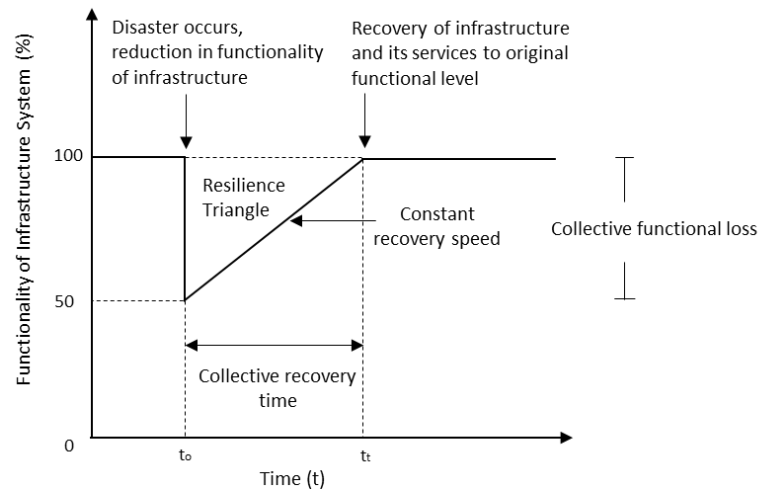 Disaster occurs,
reduction in functionality
of infrastructure
Recovery of infrastructure
and its services to original
functional level
Functionality of Infrastructure System (%)
100
Resilience
Triangle
Constant
recovery speed
Collective functional loss
50
Collective recovery
time
0
to
tt
Time (t)